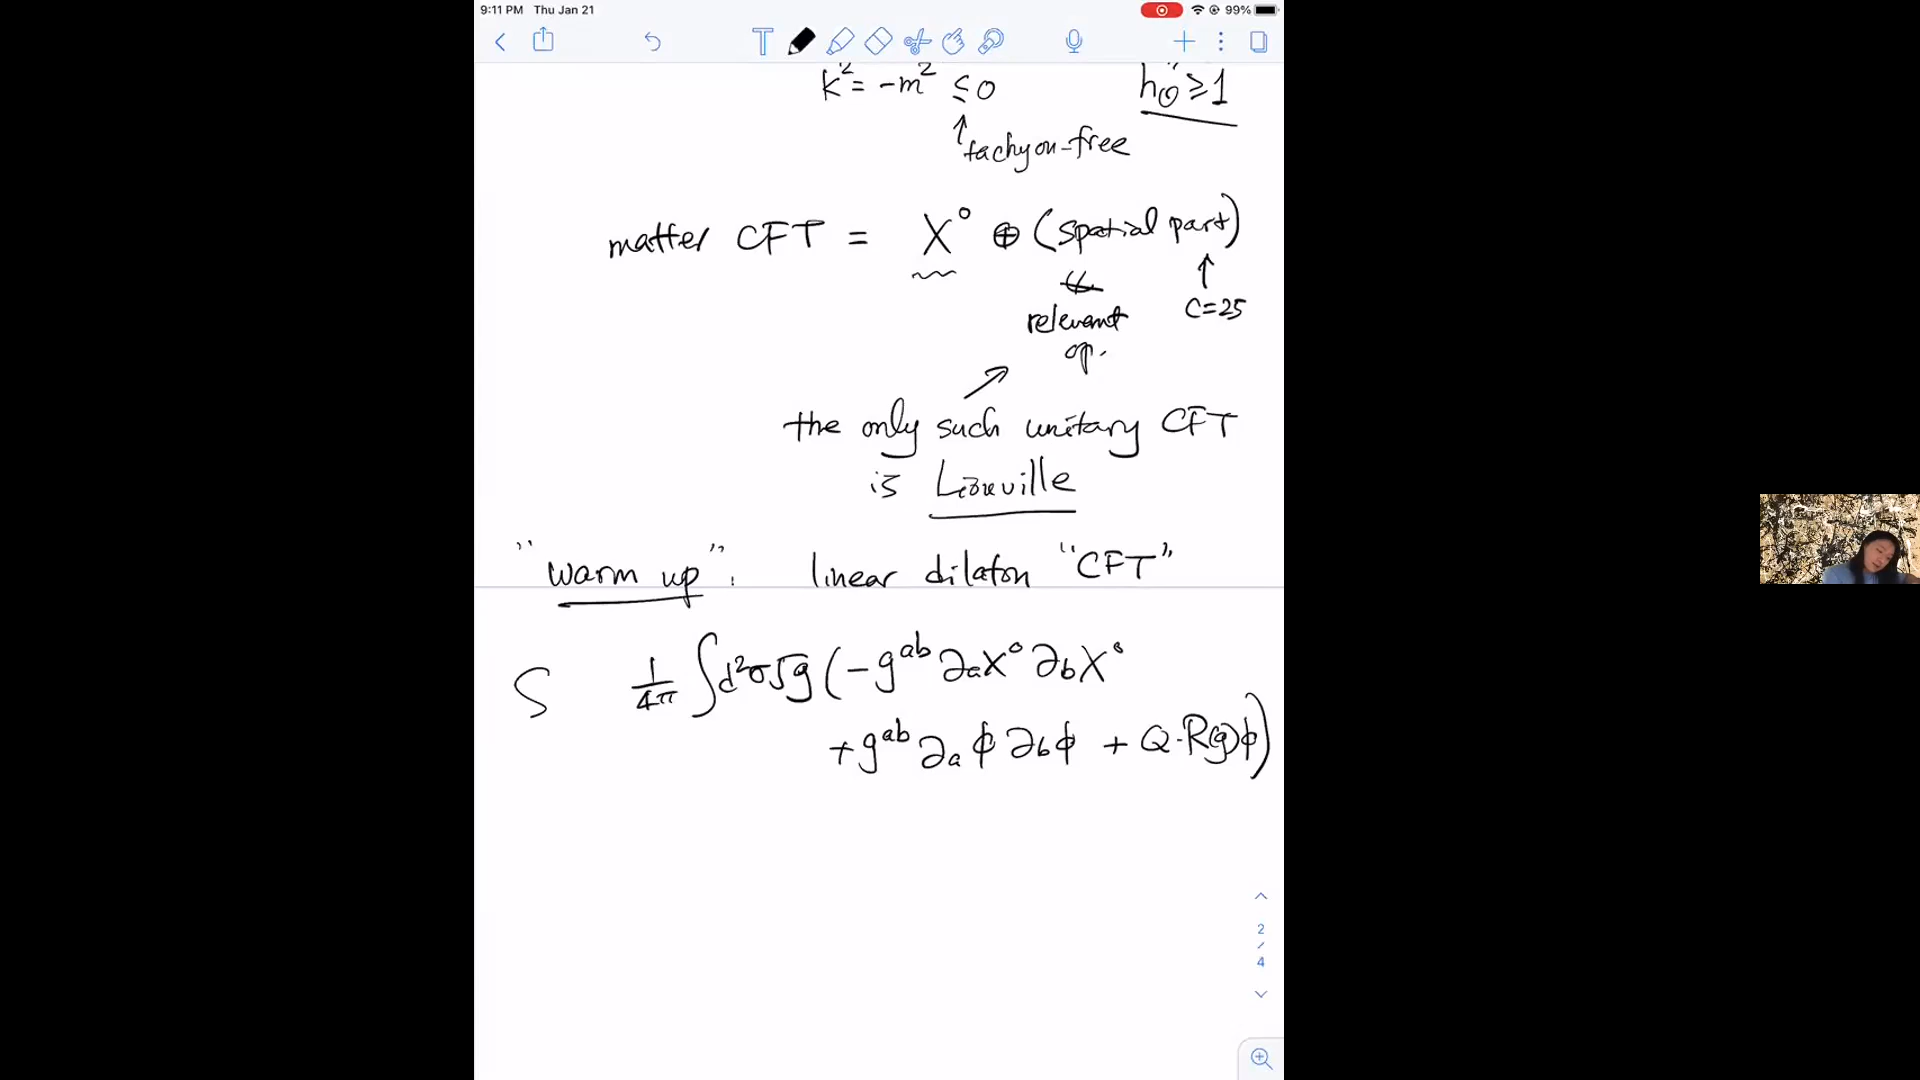 9:11 PM Thu Jan 21 99%
k² = -m² ≤ 0
h_O ≥ 1
↑ tachyon-free
matter CFT = X⁰ ⊕ (spatial part)
↑
relevant c=25
op.
the only such unitary CFT
is Liouville
"warm up": linear dilaton "CFT"
S 1/4π ∫d²σ√g (-g^{ab} ∂_a X⁰ ∂_b X⁰
+ g^{ab} ∂_a ϕ ∂_b ϕ + Q·R(g)ϕ)
2
/
4